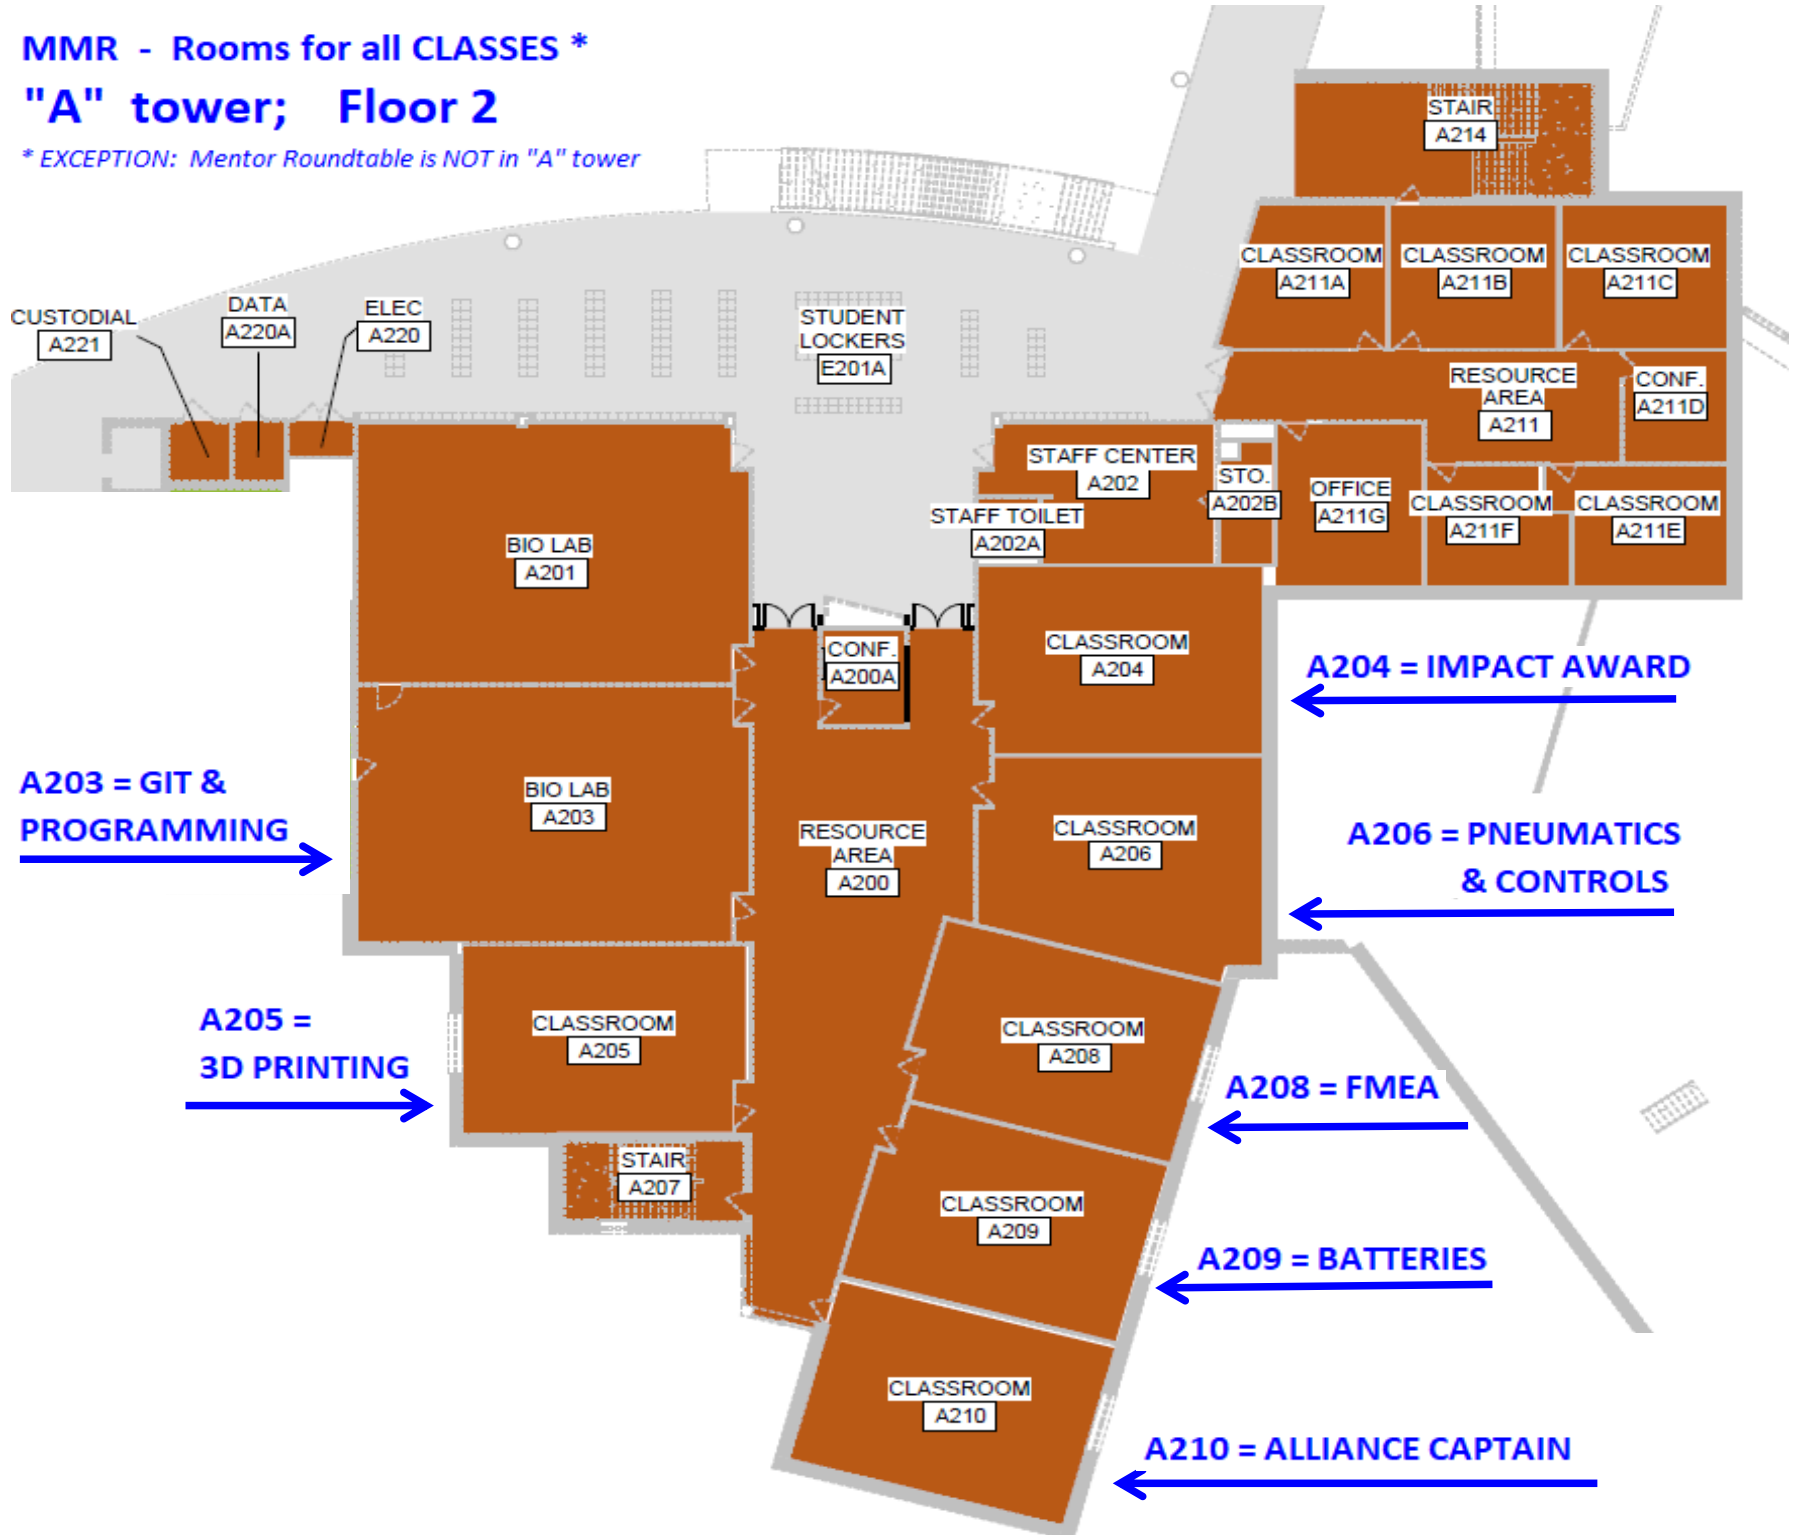 MMR - Rooms for all CLASSES *
"A" tower; Floor 2
* EXCEPTION: Mentor Roundtable is NOT in "A" tower
STAIR
A214
CLASSROOM
A211A
CLASSROOM
A211B
CLASSROOM
A211C
CUSTODIAL
A221
DATA
A220A
ELEC
A220
STUDENT
LOCKERS
E201A
RESOURCE
AREA
A211
CONF.
A211D
STAFF CENTER
A202
STO.
A202B
OFFICE
A211G
CLASSROOM
A211F
CLASSROOM
A211E
STAFF TOILET
A202A
BIO LAB
A201
CONF.
A200A
CLASSROOM
A204
A204 = IMPACT AWARD
A203 = GIT &
PROGRAMMING
BIO LAB
A203
RESOURCE
AREA
A200
CLASSROOM
A206
A206 = PNEUMATICS
& CONTROLS
A205 =
3D PRINTING
CLASSROOM
A205
CLASSROOM
A208
A208 = FMEA
STAIR
A207
CLASSROOM
A209
A209 = BATTERIES
CLASSROOM
A210
A210 = ALLIANCE CAPTAIN